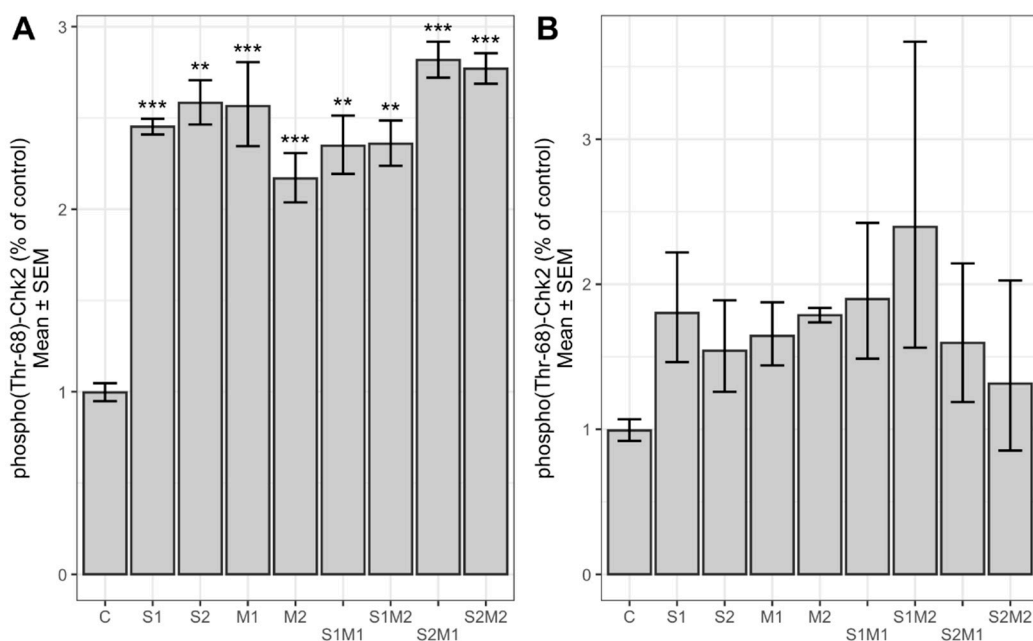 A
phospho(Thr-68)-Chk2 (% of control)
Mean ± SEM
3
2
1
0
***
**
***
***
**
**
***
***
C
S1
S2
M1
M2
S1M1
S1M2
S2M1
S2M2
B
phospho(Thr-68)-Chk2 (% of control)
Mean ± SEM
3
2
1
0
C
S1
S2
M1
M2
S1M1
S1M2
S2M1
S2M2